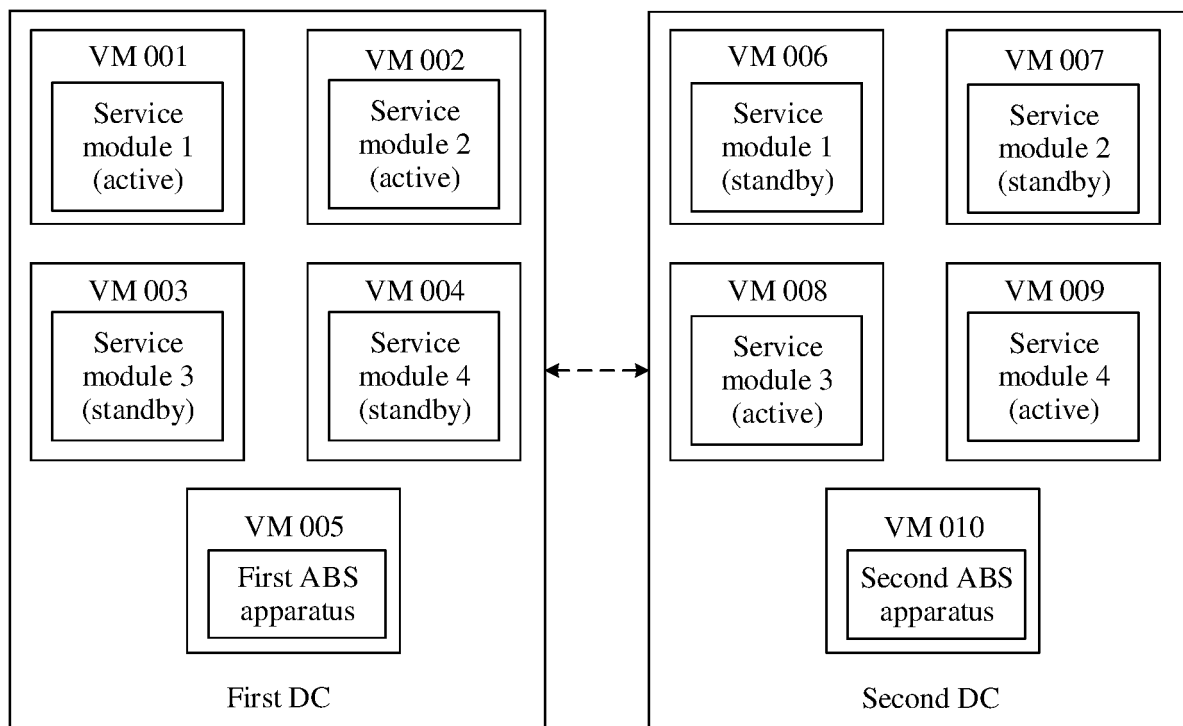 VM 001
Service
module 1
(active)
VM 002
Service
module 2
(active)
VM 003
Service
module 3
(standby)
VM 004
Service
module 4
(standby)
VM 005
First ABS
apparatus
First DC
VM 006
Service
module 1
(standby)
VM 007
Service
module 2
(standby)
VM 008
Service
module 3
(active)
VM 009
Service
module 4
(active)
VM 010
Second ABS
apparatus
Second DC